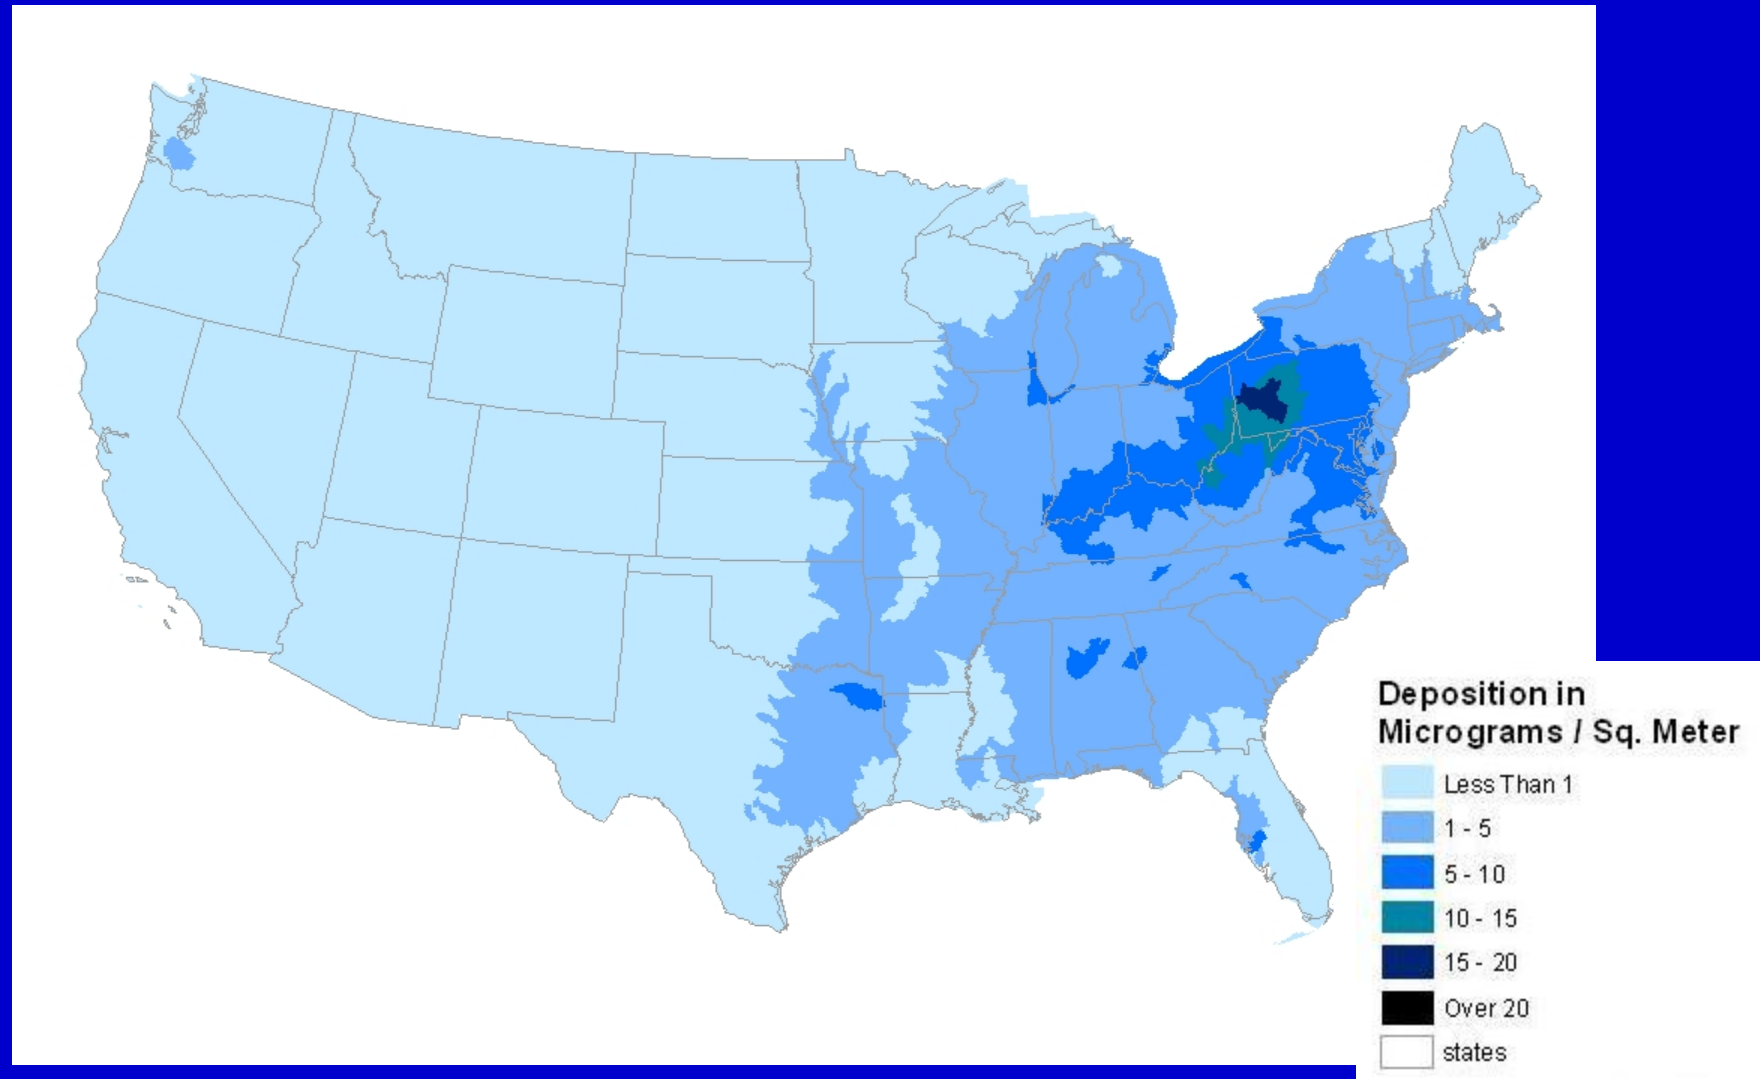 Deposition in
Micrograms / Sq. Meter
Less Than 1
1 - 5
5 - 10
10 - 15
15 - 20
Over 20
states